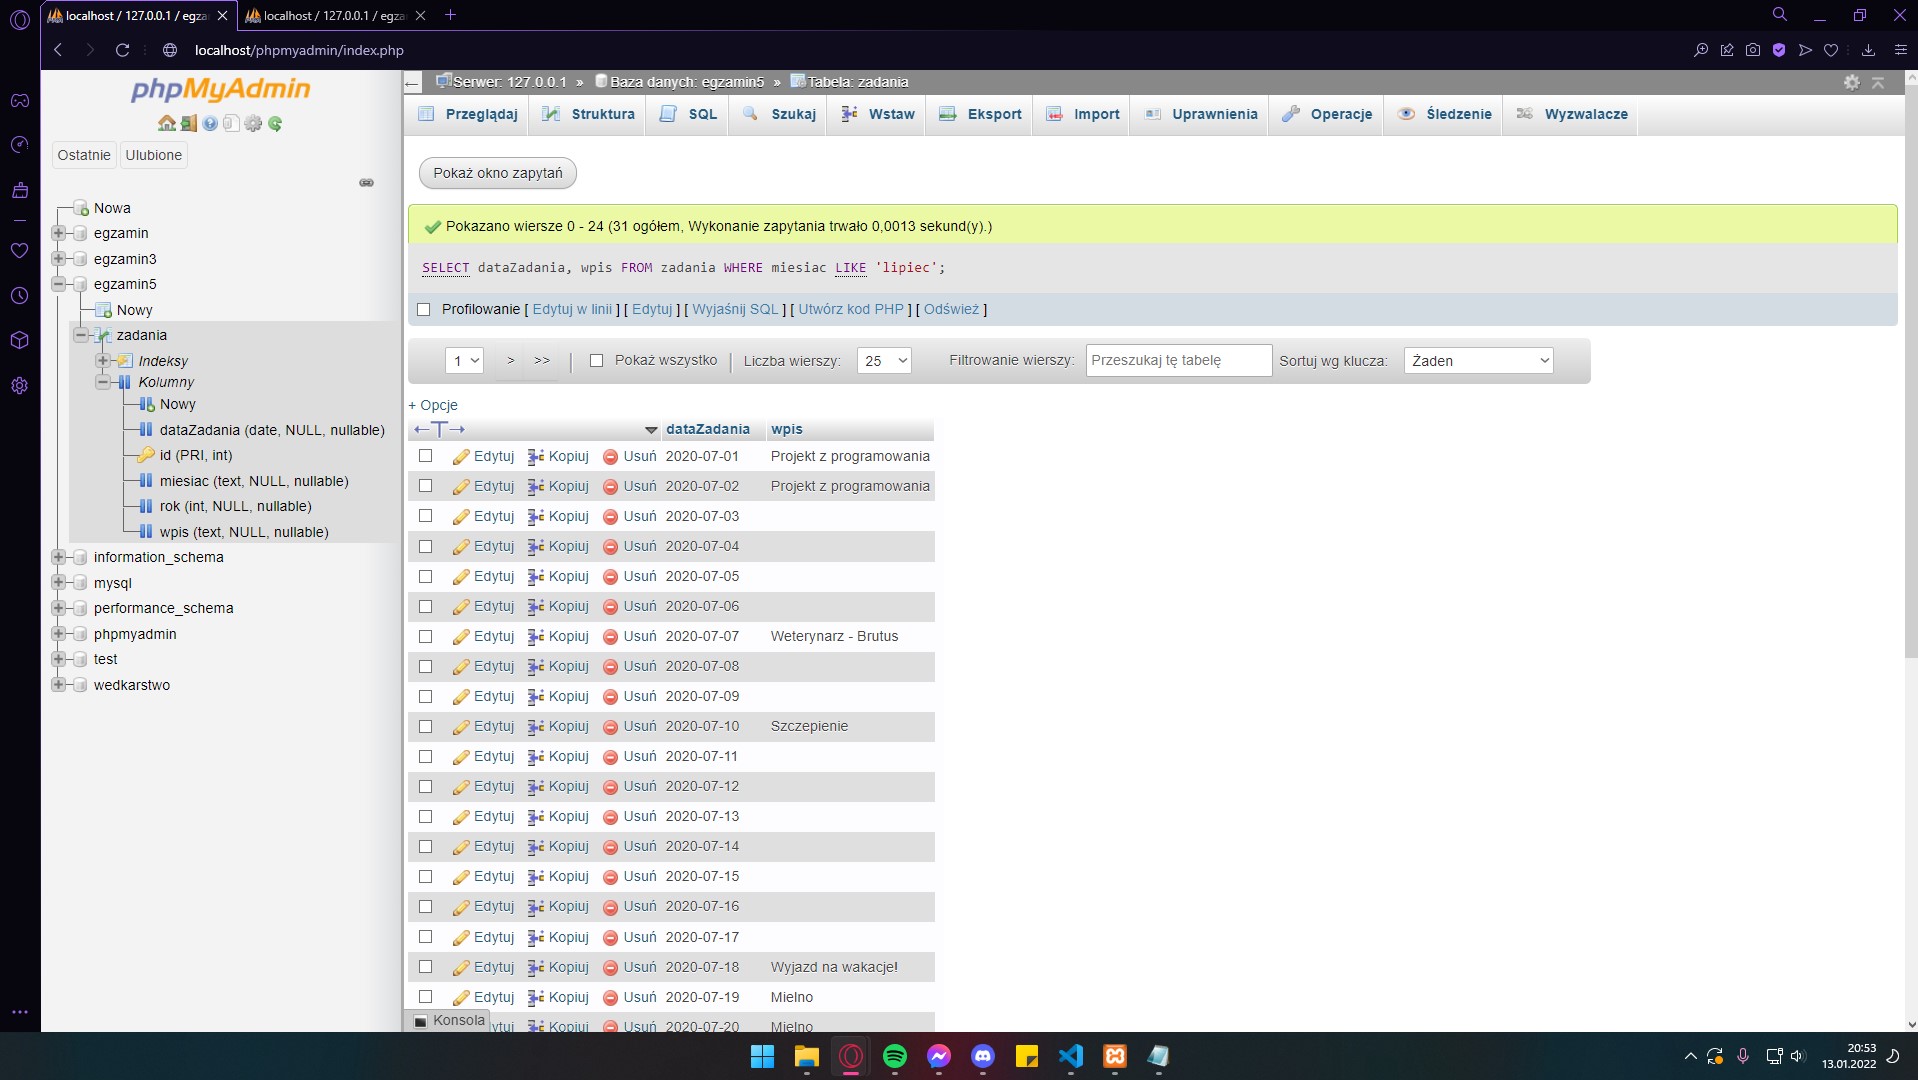 localhost / 127.0.0.1 / egza
localhost / 127.0.0.1 / egza
localhost/phpmyadmin/index.php
phpMyAdmin
Ostatnie
Ulubione
Nowa
egzamin
egzamin3
egzamin5
Nowy
zadania
Indeksy
Kolumny
Nowy
dataZadania (date, NULL, nullable)
id (PRI, int)
miesiac (text, NULL, nullable)
rok (int, NULL, nullable)
wpis (text, NULL, nullable)
information_schema
mysql
performance_schema
phpmyadmin
test
wedkarstwo
Serwer: 127.0.0.1 » Baza danych: egzamin5 » Tabela: zadania
Przeglądaj Struktura SQL Szukaj Wstaw Eksport Import Uprawnienia Operacje Śledzenie Wyzwalacze
Pokaż okno zapytań
Pokazano wiersze 0 - 24 (31 ogółem, Wykonanie zapytania trwało 0,0013 sekund(y).)
SELECT dataZadania, wpis FROM zadania WHERE miesiac LIKE 'lipiec';
Profilowanie [ Edytuj w linii ] [ Edytuj ] [ Wyjaśnij SQL ] [ Utwórz kod PHP ] [ Odśwież ]
1 > >> | Pokaż wszystko | Liczba wierszy: 25 Filtrowanie wierszy: Przeszukaj tę tabelę Sortuj wg klucza: Żaden
+ Opcje
←T→ dataZadania wpis
Edytuj Kopiuj Usuń 2020-07-01 Projekt z programowania
Edytuj Kopiuj Usuń 2020-07-02 Projekt z programowania
Edytuj Kopiuj Usuń 2020-07-03
Edytuj Kopiuj Usuń 2020-07-04
Edytuj Kopiuj Usuń 2020-07-05
Edytuj Kopiuj Usuń 2020-07-06
Edytuj Kopiuj Usuń 2020-07-07 Weterynarz - Brutus
Edytuj Kopiuj Usuń 2020-07-08
Edytuj Kopiuj Usuń 2020-07-09
Edytuj Kopiuj Usuń 2020-07-10 Szczepienie
Edytuj Kopiuj Usuń 2020-07-11
Edytuj Kopiuj Usuń 2020-07-12
Edytuj Kopiuj Usuń 2020-07-13
Edytuj Kopiuj Usuń 2020-07-14
Edytuj Kopiuj Usuń 2020-07-15
Edytuj Kopiuj Usuń 2020-07-16
Edytuj Kopiuj Usuń 2020-07-17
Edytuj Kopiuj Usuń 2020-07-18 Wyjazd na wakacje!
Edytuj Kopiuj Usuń 2020-07-19 Mielno
ytuj Kopiuj Usuń 2020-07-20 Mielno
Konsola
20:53
13.01.2022